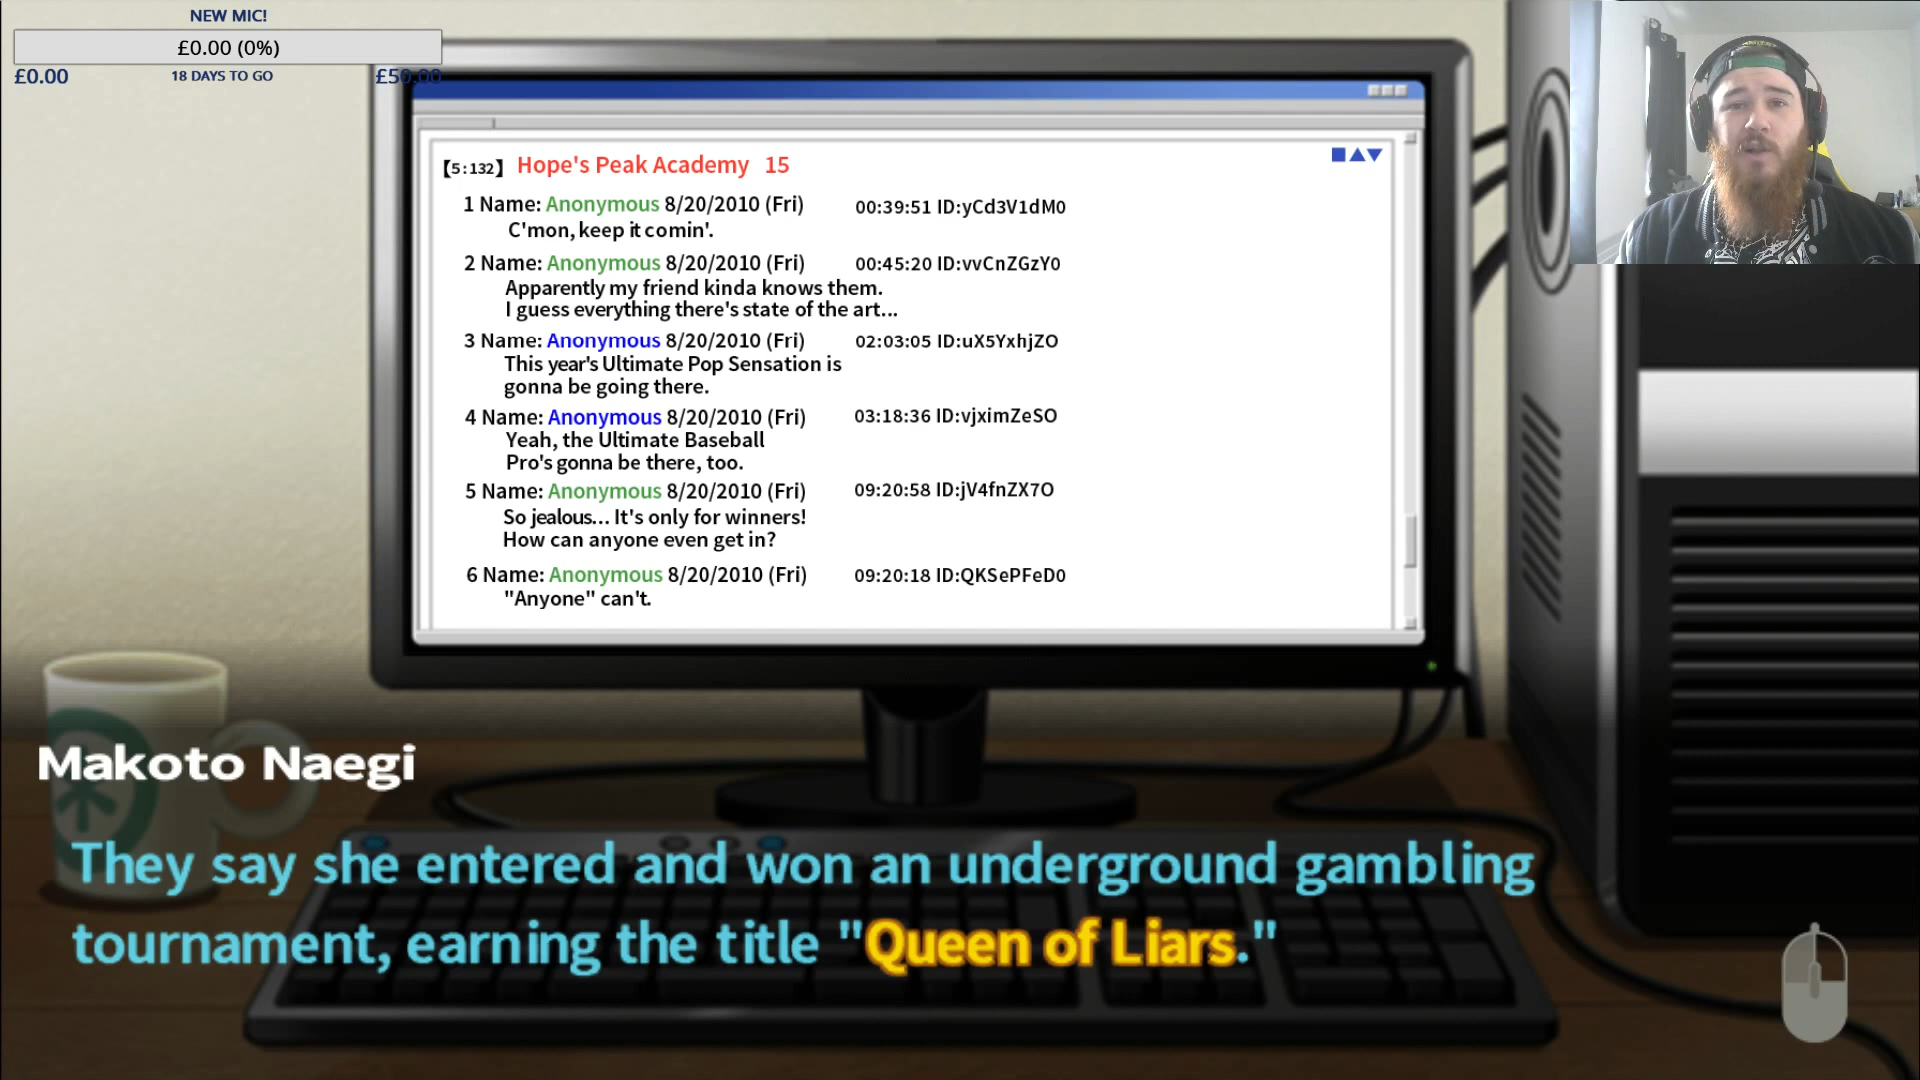 NEW MIC!
£0.00 (0%)
£0.00 18 DAYS TO GO £50.00
【5:132】 Hope's Peak Academy 15 ■▲▼
1 Name: Anonymous 8/20/2010 (Fri) 00:39:51 ID:yCd3V1dM0
C'mon, keep it comin'.
2 Name: Anonymous 8/20/2010 (Fri) 00:45:20 ID:vvCnZGzY0
Apparently my friend kinda knows them.
I guess everything there's state of the art...
3 Name: Anonymous 8/20/2010 (Fri) 02:03:05 ID:uX5YxhjZO
This year's Ultimate Pop Sensation is
gonna be going there.
4 Name: Anonymous 8/20/2010 (Fri) 03:18:36 ID:vjximZeSO
Yeah, the Ultimate Baseball
Pro's gonna be there, too.
5 Name: Anonymous 8/20/2010 (Fri) 09:20:58 ID:jV4fnZX7O
So jealous... It's only for winners!
How can anyone even get in?
6 Name: Anonymous 8/20/2010 (Fri) 09:20:18 ID:QKSePFeD0
"Anyone" can't.
Makoto Naegi
They say she entered and won an underground gambling
tournament, earning the title "Queen of Liars."